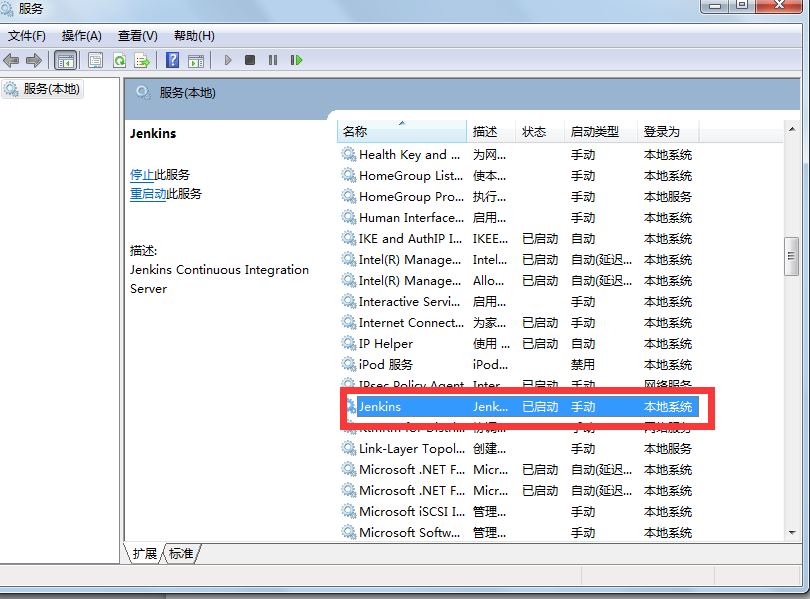 服务
文件(F) 操作(A) 查看(V) 帮助(H)
服务(本地)
服务(本地)
Jenkins
停止此服务
重启动此服务
描述:
Jenkins Continuous Integration
Server
名称 描述 状态 启动类型 登录为
Health Key and ... 为网... 手动 本地系统
HomeGroup List... 使本... 手动 本地系统
HomeGroup Pro... 执行... 手动 本地服务
Human Interface... 启用... 手动 本地系统
IKE and AuthIP I... IKEE... 已启动 自动 本地系统
Intel(R) Manage... Intel... 已启动 自动(延迟... 本地系统
Intel(R) Manage... Allo... 已启动 自动(延迟... 本地系统
Interactive Servi... 启用... 手动 本地系统
Internet Connect... 为家... 已启动 手动 本地系统
IP Helper 使用 ... 已启动 自动 本地系统
iPod 服务 iPod... 禁用 本地系统
IPsec Policy Agent Inter... 已启动 手动 网络服务
Jenkins Jenk... 已启动 手动 本地系统
KtmRm for Distri... 协调... 手动 网络服务
Link-Layer Topol... 创建... 手动 本地服务
Microsoft .NET F... Micr... 已启动 自动(延迟... 本地系统
Microsoft .NET F... Micr... 已启动 自动(延迟... 本地系统
Microsoft iSCSI I... 管理... 手动 本地系统
Microsoft Softw... 管理... 手动 本地系统
扩展 标准